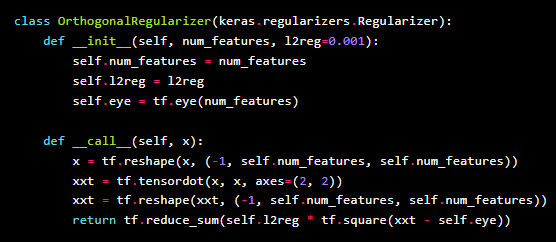 class OrthogonalRegularizer(keras.regularizers.Regularizer):
    def __init__(self, num_features, l2reg=0.001):
        self.num_features = num_features
        self.l2reg = l2reg
        self.eye = tf.eye(num_features)

    def __call__(self, x):
        x = tf.reshape(x, (-1, self.num_features, self.num_features))
        xxt = tf.tensordot(x, x, axes=(2, 2))
        xxt = tf.reshape(xxt, (-1, self.num_features, self.num_features))
        return tf.reduce_sum(self.l2reg * tf.square(xxt - self.eye))